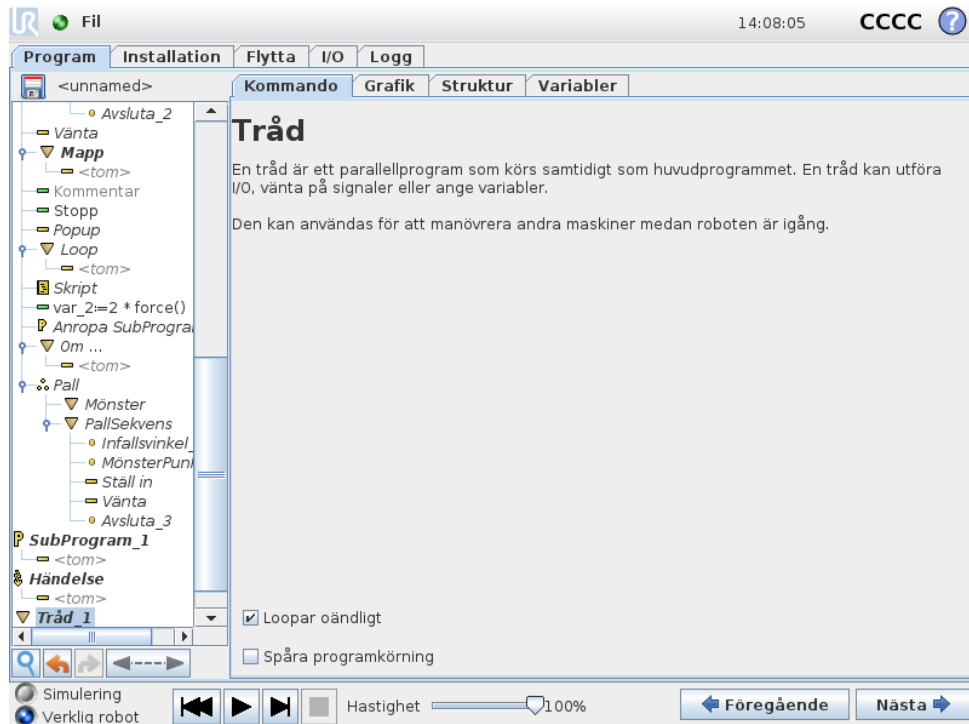 UR Fil 14:08:05 CCCC ?
Program Installation Flytta I/O Logg
<unnamed>
Kommando Grafik Struktur Variabler
Avsluta_2
Vänta
Mapp
<tom>
Kommentar
Stopp
Popup
Loop
<tom>
Skript
var_2:=2 * force()
Anropa SubProgra
Om ...
<tom>
Pall
Mönster
PallSekvens
Infallsvinkel_
MönsterPun
Ställ in
Vänta
Avsluta_3
SubProgram_1
<tom>
Händelse
<tom>
Tråd_1
Tråd
En tråd är ett parallellprogram som körs samtidigt som huvudprogrammet. En tråd kan utföra
I/O, vänta på signaler eller ange variabler.
Den kan användas för att manövrera andra maskiner medan roboten är igång.
Loopar oändligt
Spåra programkörning
Simulering
Verklig robot
Hastighet 100%
Föregående Nästa